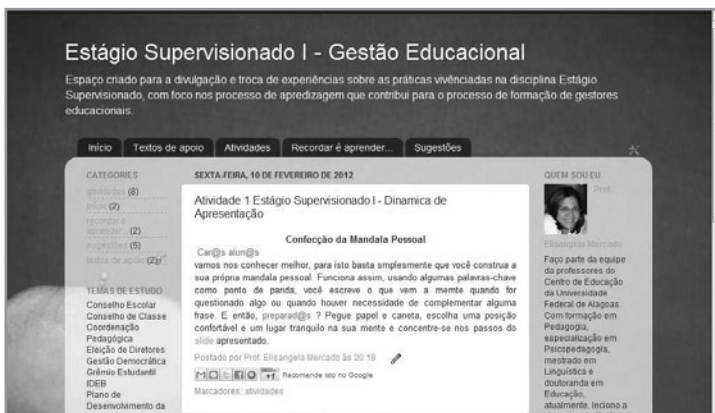 Estágio Supervisionado I - Gestão Educacional
Espaço criado para a divulgação e troca de experiências sobre as práticas vivênciadas na disciplina Estágio
Supervisionado, com foco nos processo de apredizagem que contribui para o processo de formação de gestores
educacionais.
Início Textos de apoio Atividades Recordar é aprender... Sugestões
CATEGORIES
atividades (8)
início (2)
recordar é
aprender... (2)
sugestões (5)
textos de apoio (2)
TEMAS DE ESTUDO
Conselho Escolar
Conselho de Classe
Coordenação
Pedagógica
Eleição de Diretores
Gestão Democrática
Grêmio Estudantil
IDEB
Plano de
Desenvolvimento da
SEXTA-FEIRA, 10 DE FEVEREIRO DE 2012
Atividade 1 Estágio Supervisionado I - Dinamica de
Apresentação
Confecção da Mandala Pessoal
Car@s alun@s
vamos nos conhecer melhor, para isto basta smplesmente que você construa a
sua própria mandala pessoal. Funciona assim, usando algumas palavras-chave
como ponto de parida, você escreve o que vem a memte quando for
questionado algo ou quando houver necessidade de complementar alguma
frase. E então, preparad@s ? Pegue papel e caneta, escolha uma posição
confortável e um lugar tranquilo na sua mente e concentre-se nos passos do
slide apresentado.
Postado por Prof. Elisangela Mercado às 20:18
Recomende isto no Google
Marcadores: atividades
QUEM SOU EU
Prof.
Elisangela Mercado
Faço parte da equipe
da professores do
Centro de Educação
da Universidade
Federal de Alagoas.
Com formação em
Pedagogia,
especialização em
Psicopedagogia,
mestrado em
Linguística e
doutoranda em
Educação,
atualmente, leciono a